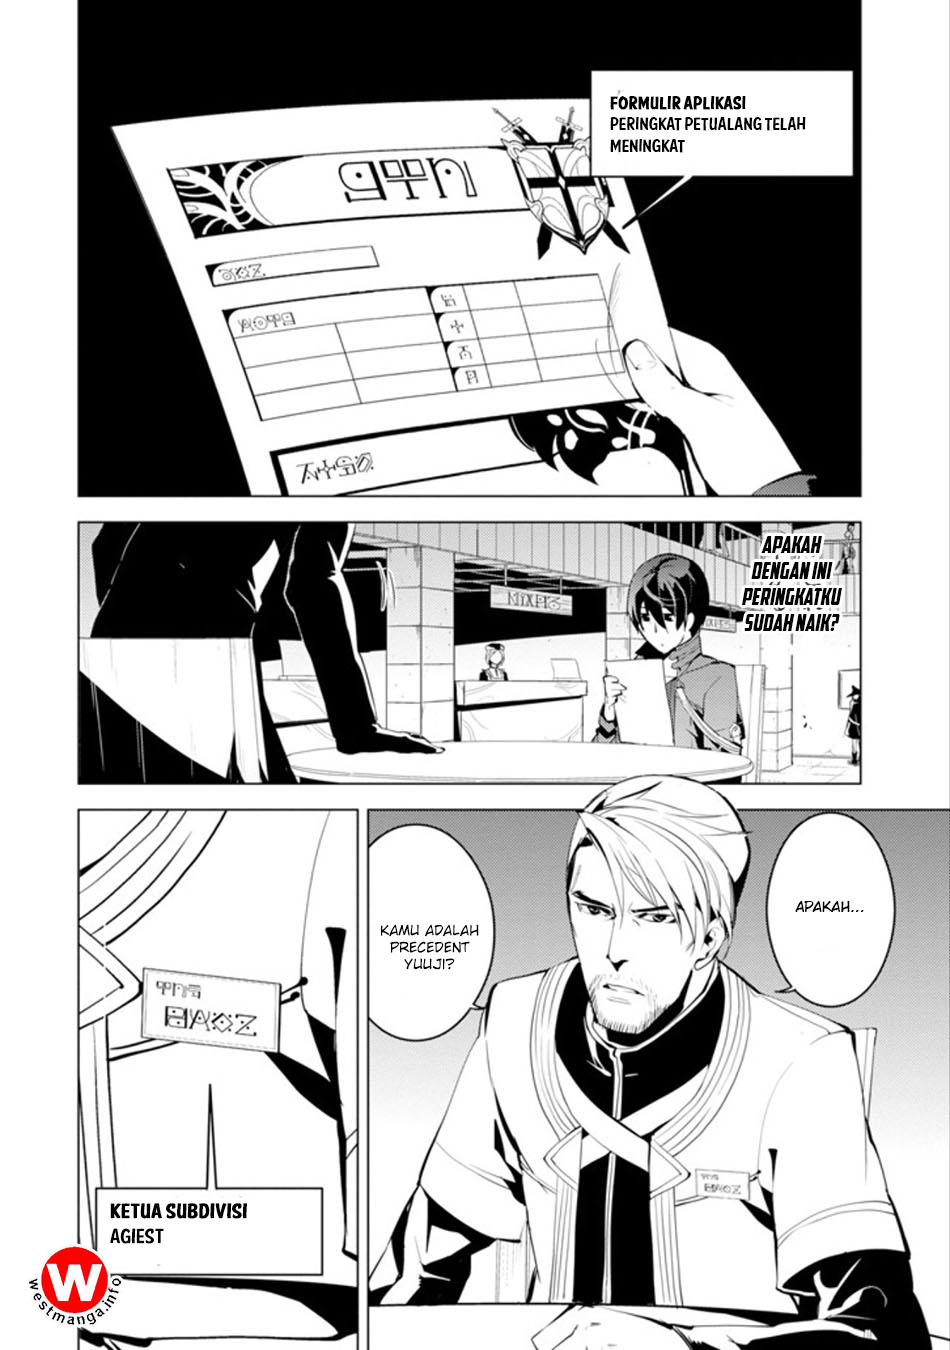 FORMULIR APLIKASI
PERINGKAT PETUALANG TELAH
MENINGKAT
APAKAH
DENGAN INI
PERINGKATKU
SUDAH NAIK?
APAKAH...
KAMU ADALAH
PRECEDENT
YUUJI?
KETUA SUBDIVISI
AGIEST
W
westmanga.info